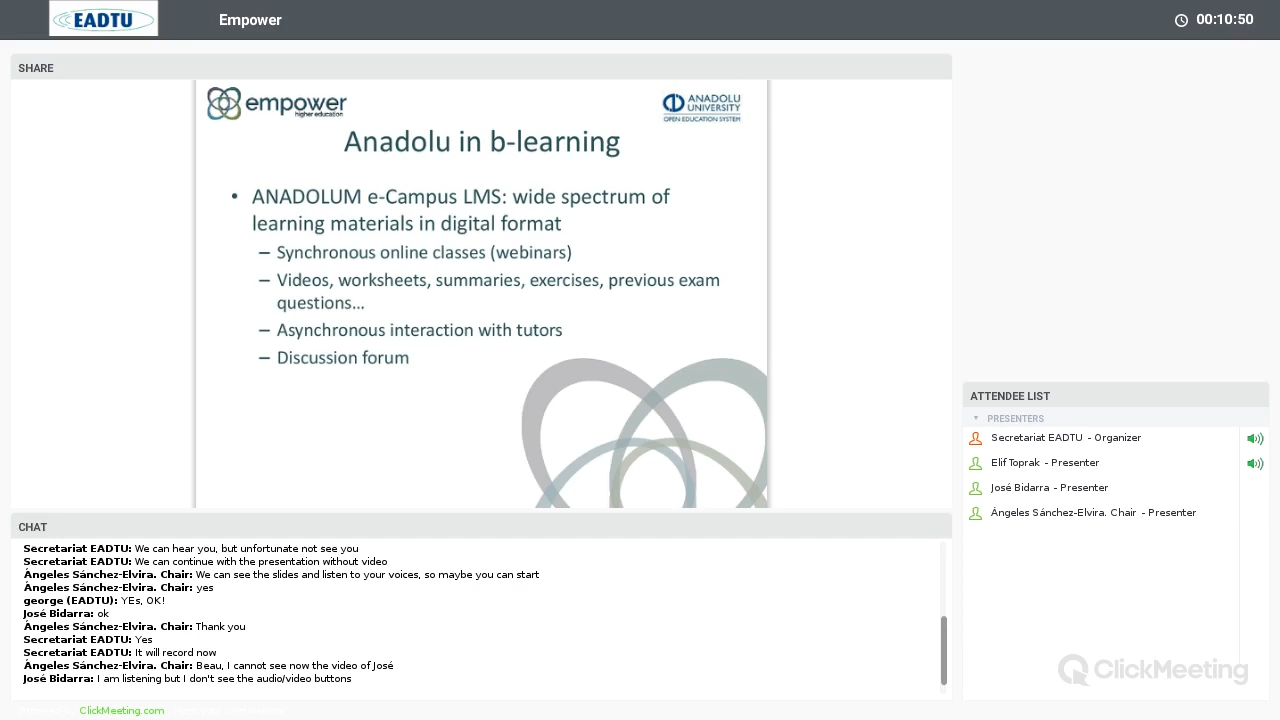 EADTU
Empower
00:10:50
SHARE
empower
higher education
ANADOLU
UNIVERSITY
OPEN EDUCATION SYSTEM
Anadolu in b-learning
• ANADOLUM e-Campus LMS: wide spectrum of
learning materials in digital format
– Synchronous online classes (webinars)
– Videos, worksheets, summaries, exercises, previous exam
questions...
– Asynchronous interaction with tutors
– Discussion forum
ATTENDEE LIST
PRESENTERS
Secretariat EADTU - Organizer
Elif Toprak - Presenter
José Bidarra - Presenter
Ángeles Sánchez-Elvira. Chair - Presenter
CHAT
Secretariat EADTU: We can hear you, but unfortunate not see you
Secretariat EADTU: We can continue with the presentation without video
Ángeles Sánchez-Elvira. Chair: We can see the slides and listen to your voices, so maybe you can start
Ángeles Sánchez-Elvira. Chair: yes
george (EADTU): YEs, OK!
José Bidarra: ok
Ángeles Sánchez-Elvira. Chair: Thank you
Secretariat EADTU: Yes
Secretariat EADTU: It will record now
Ángeles Sánchez-Elvira. Chair: Beau, I cannot see now the video of José
José Bidarra: I am listening but I don't see the audio/video buttons
ClickMeeting
ClickMeeting.com